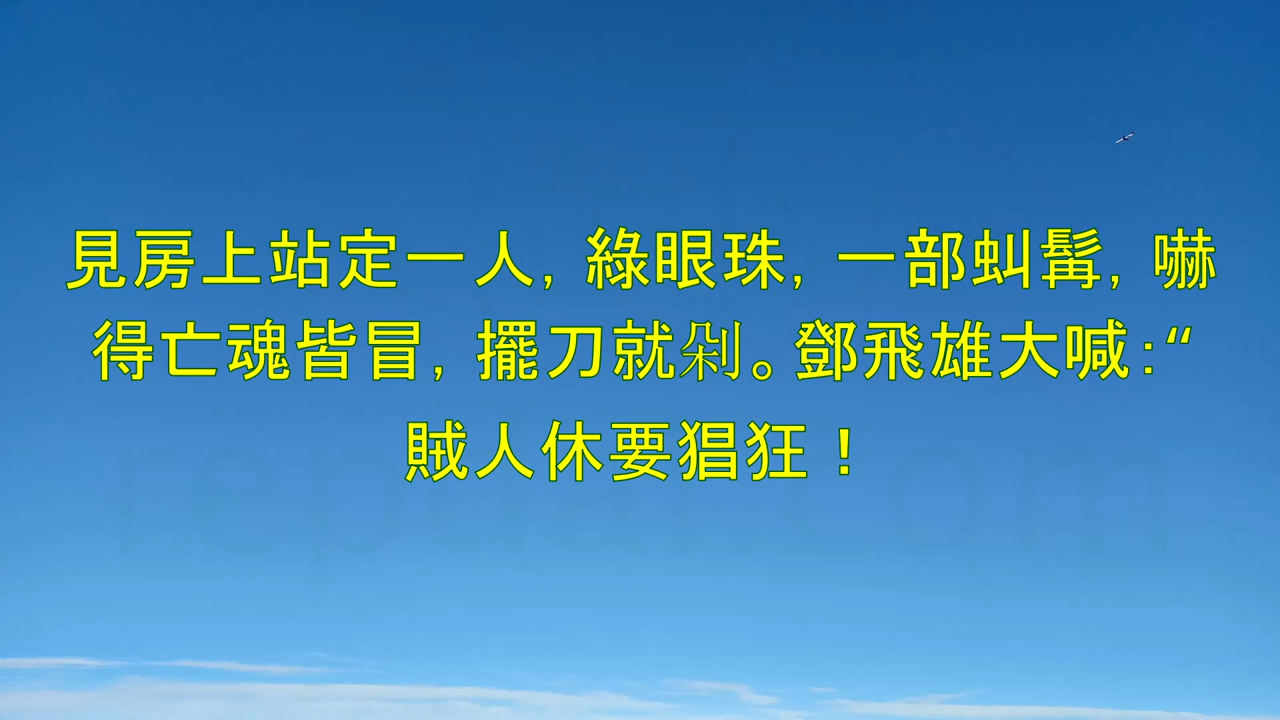 見房上站定一人，綠眼珠，一部虯髯，嚇
得亡魂皆冒，擺刀就剁。鄧飛雄大喊：“
賊人休要猖狂！